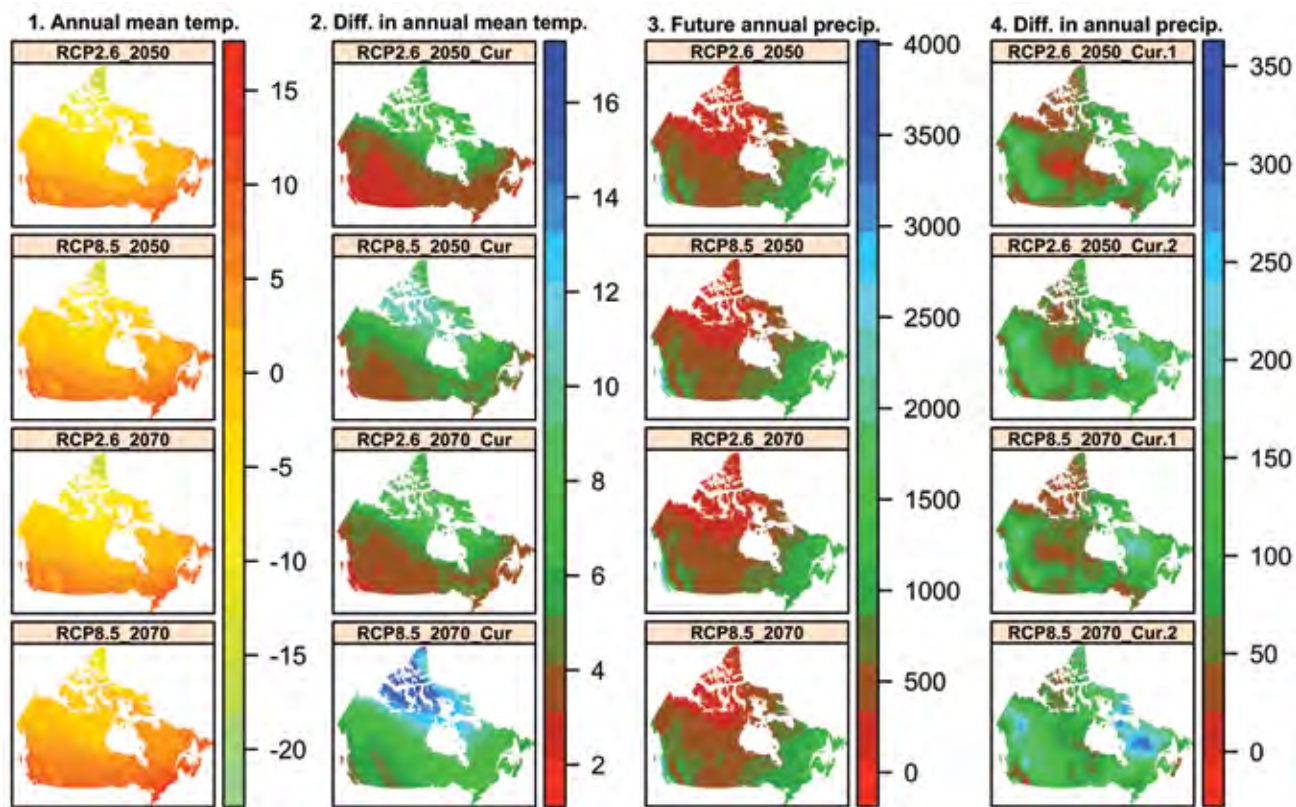 1. Annual mean temp.
RCP2.6_2050
RCP8.5_2050
RCP2.6_2070
RCP8.5_2070
15
10
5
0
-5
-10
-15
-20
2. Diff. in annual mean temp.
RCP2.6_2050_Cur
RCP8.5_2050_Cur
RCP2.6_2070_Cur
RCP8.5_2070_Cur
16
14
12
10
8
6
4
2
3. Future annual precip.
RCP2.6_2050
RCP8.5_2050
RCP2.6_2070
RCP8.5_2070
4000
3500
3000
2500
2000
1500
1000
500
0
4. Diff. in annual precip.
RCP2.6_2050_Cur.1
RCP2.6_2050_Cur.2
RCP8.5_2070_Cur.1
RCP8.5_2070_Cur.2
350
300
250
200
150
100
50
0